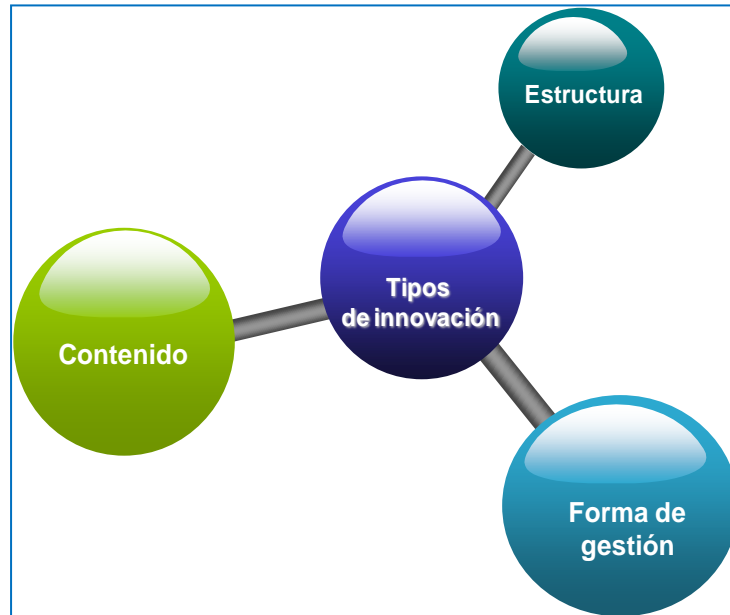 Estructura
Tipos
de innovación
Contenido
Forma de
gestión